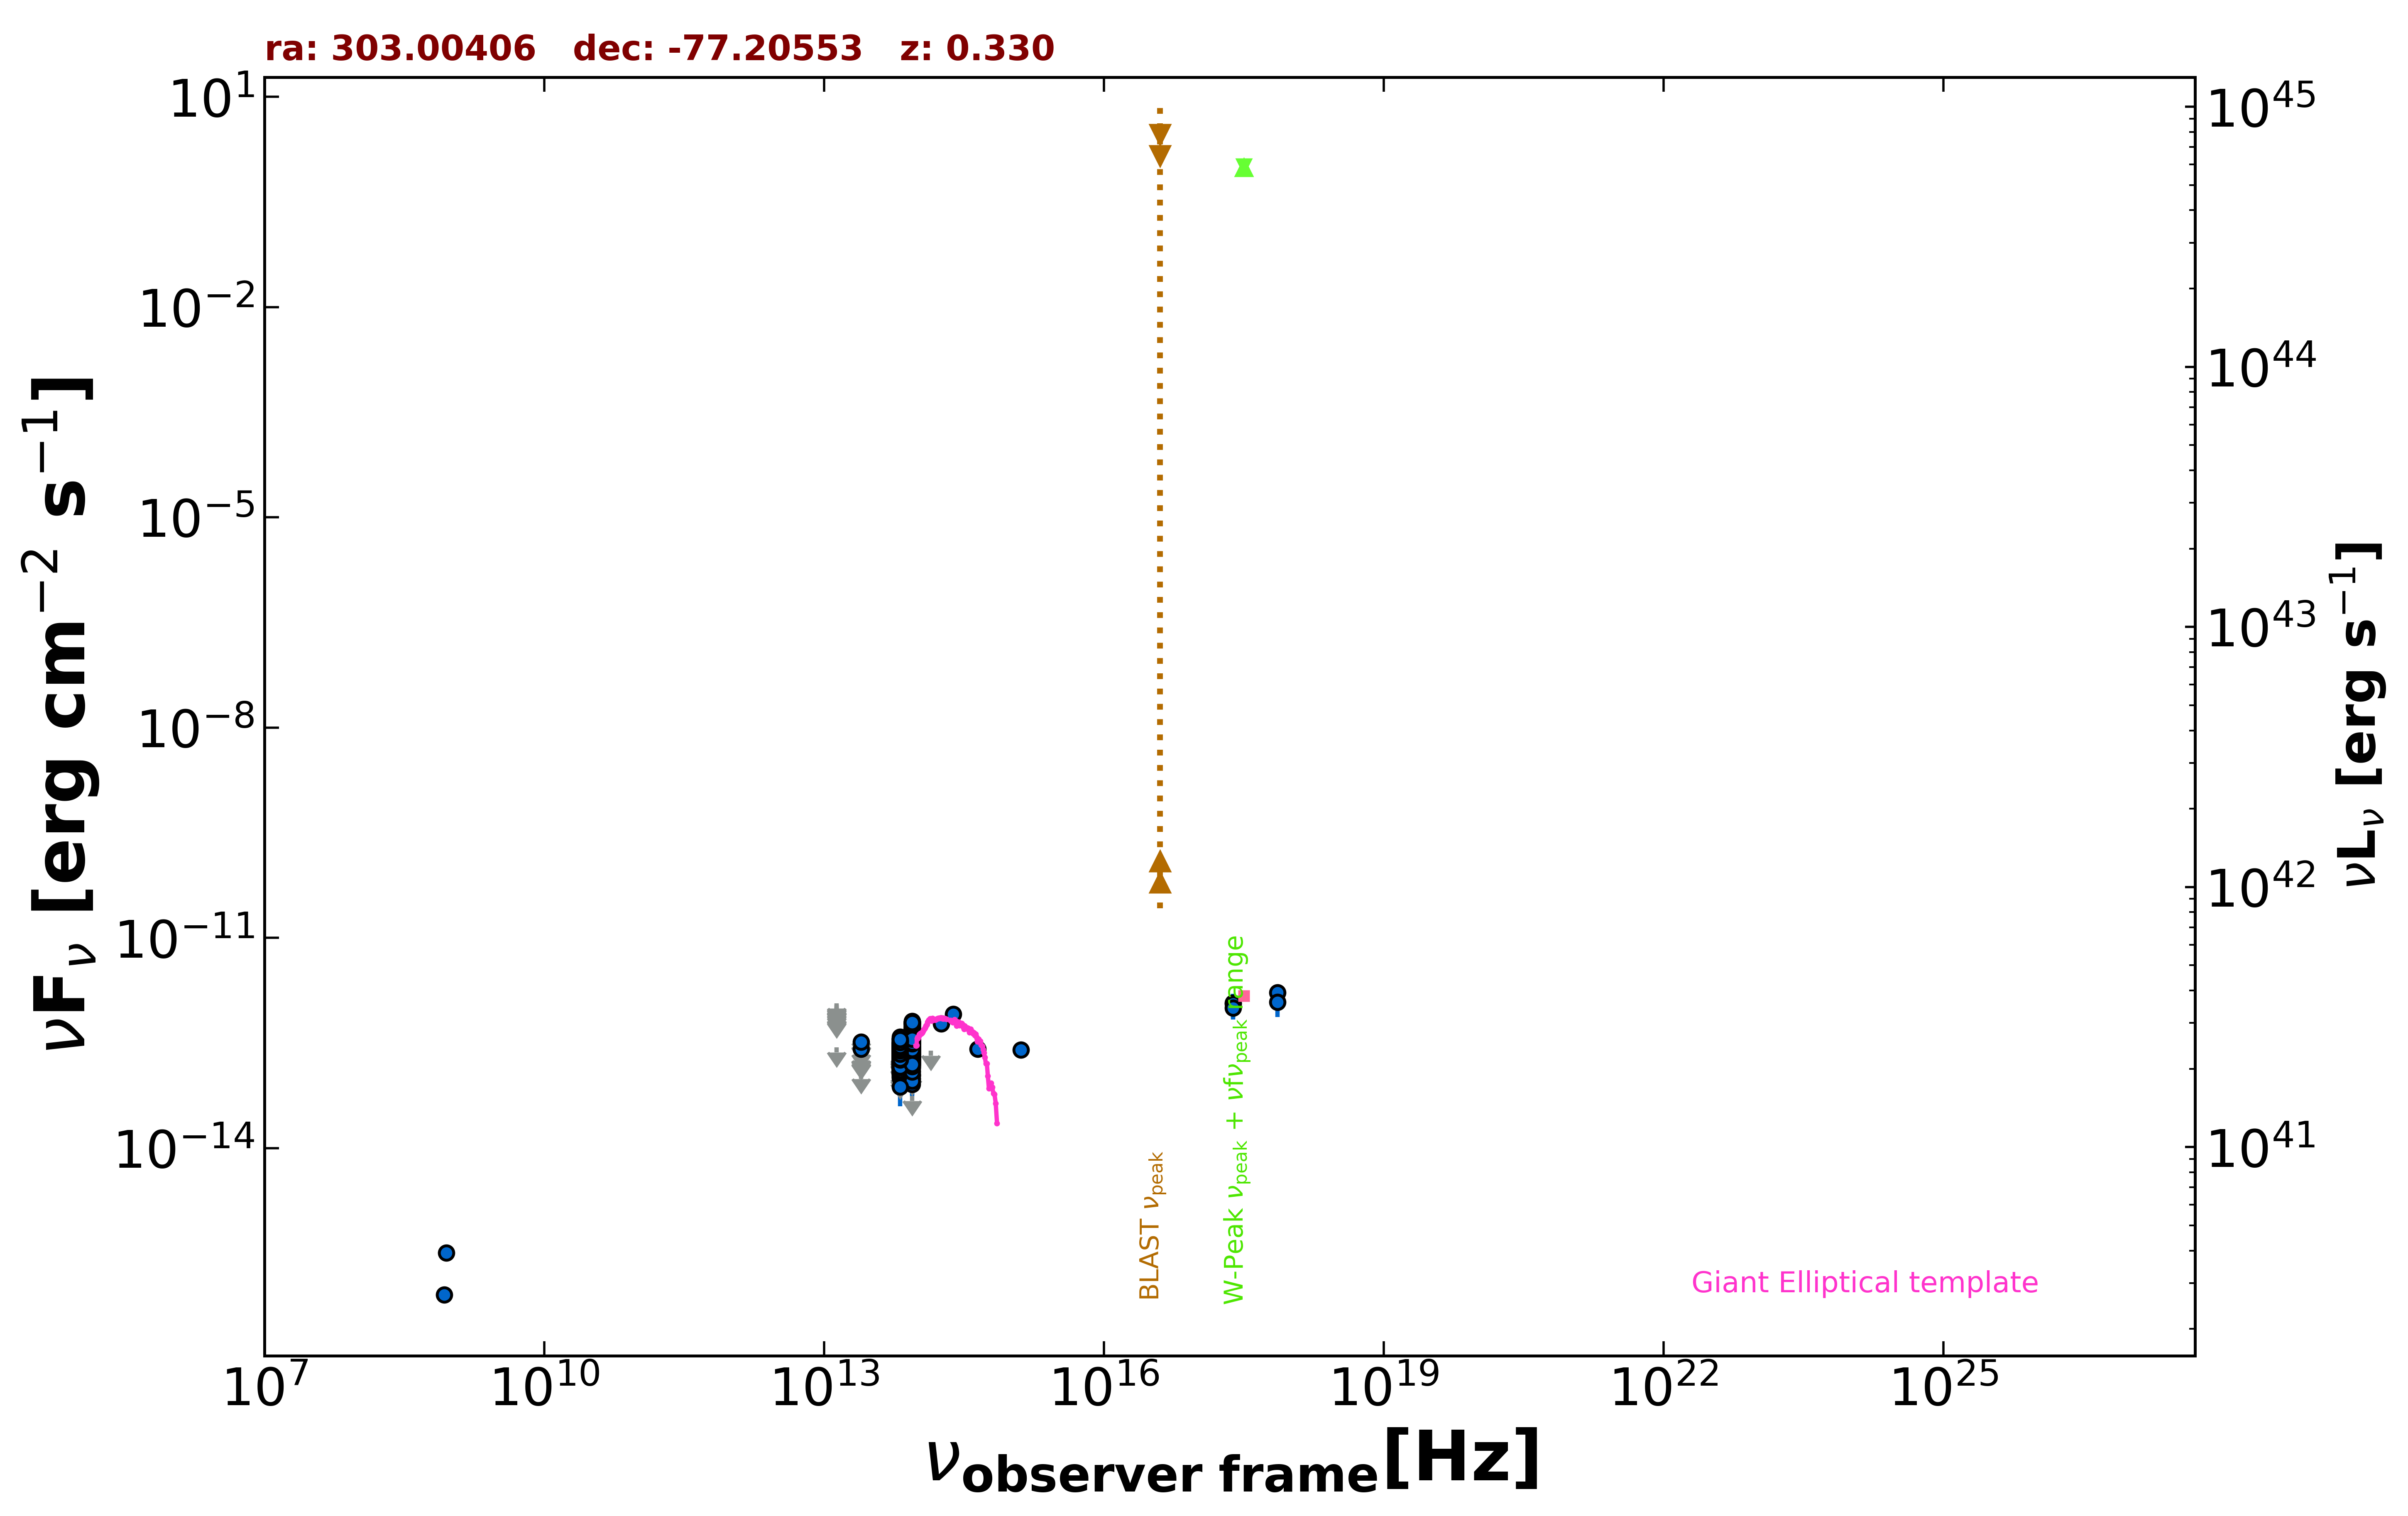 ra: 303.00406 dec: -77.20553 z: 0.330
10^1
10^-2
10^-5
10^-8
10^-11
10^-14
νF_ν [erg cm^-2 s^-1]
10^45
10^44
10^43
10^42
10^41
νL_ν [erg s^-1]
BLAST ν_peak
W-Peak ν_peak + νfν_peak range
Giant Elliptical template
10^7 10^10 10^13 10^16 10^19 10^22 10^25
ν_observer frame [Hz]